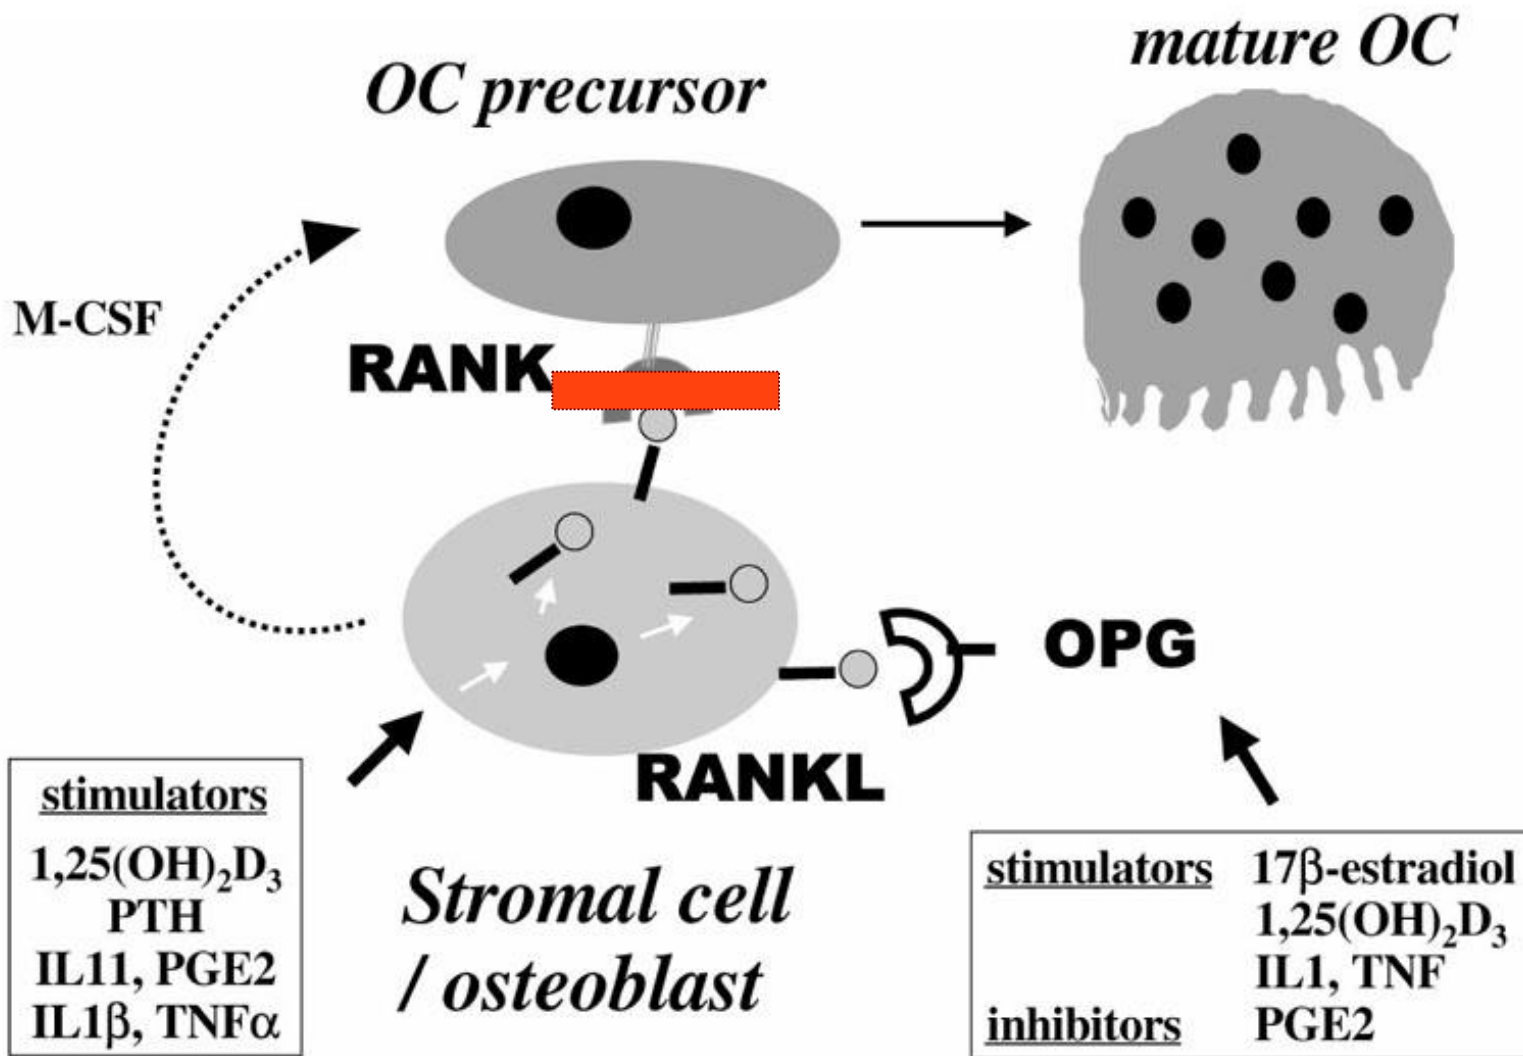 mature OC
OC precursor
M-CSF
RANK
OPG
RANKL
stimulators
1,25(OH)₂D₃
PTH
IL11, PGE2
IL1β, TNFα
Stromal cell
/ osteoblast
stimulators 17β-estradiol
1,25(OH)₂D₃
IL1, TNF
inhibitors PGE2